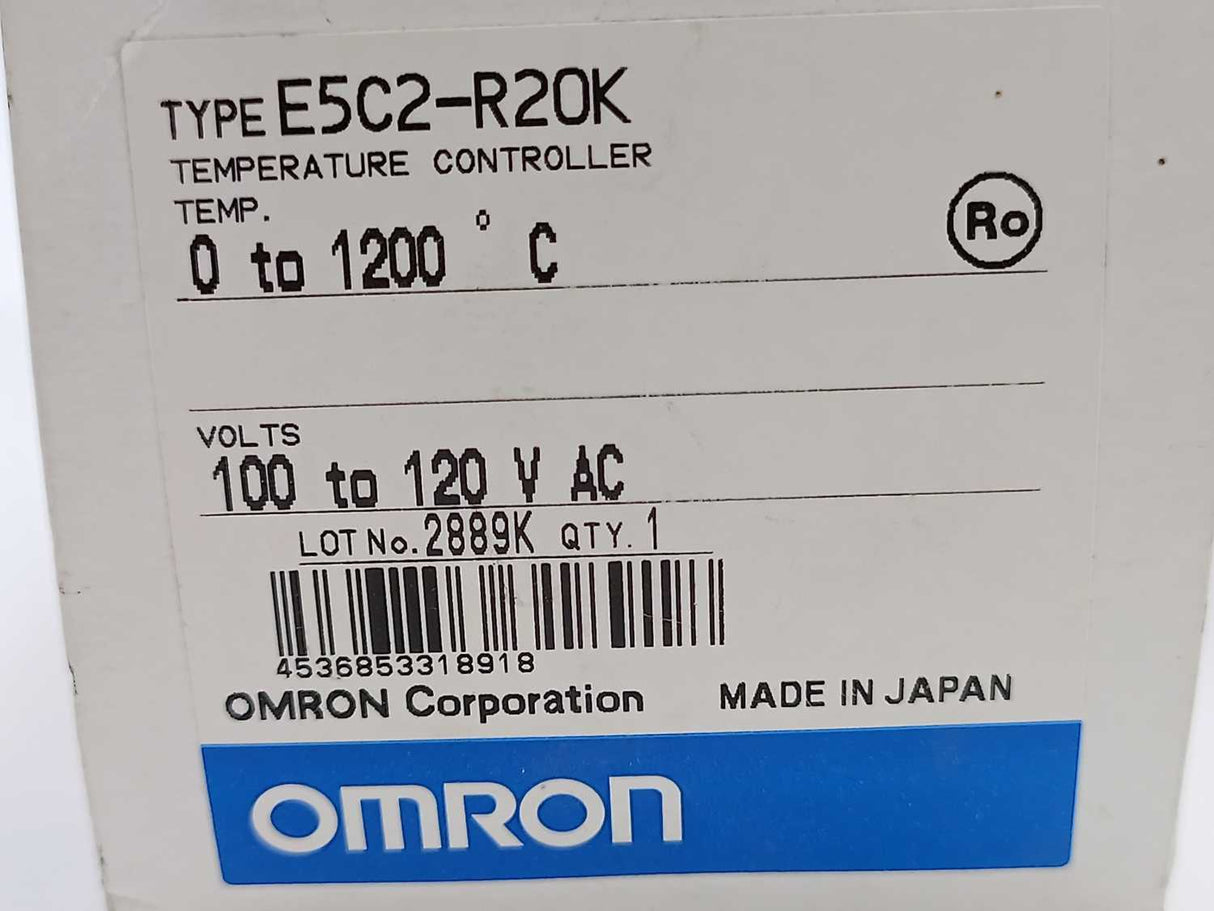 TYPE E5C2-R20K
TEMPERATURE CONTROLLER
TEMP.
0 to 1200 ° C
Ro
VOLTS
100 to 120 V AC
LOT No. 2889K QTY. 1
4536853318918
OMRON Corporation MADE IN JAPAN
OMRON